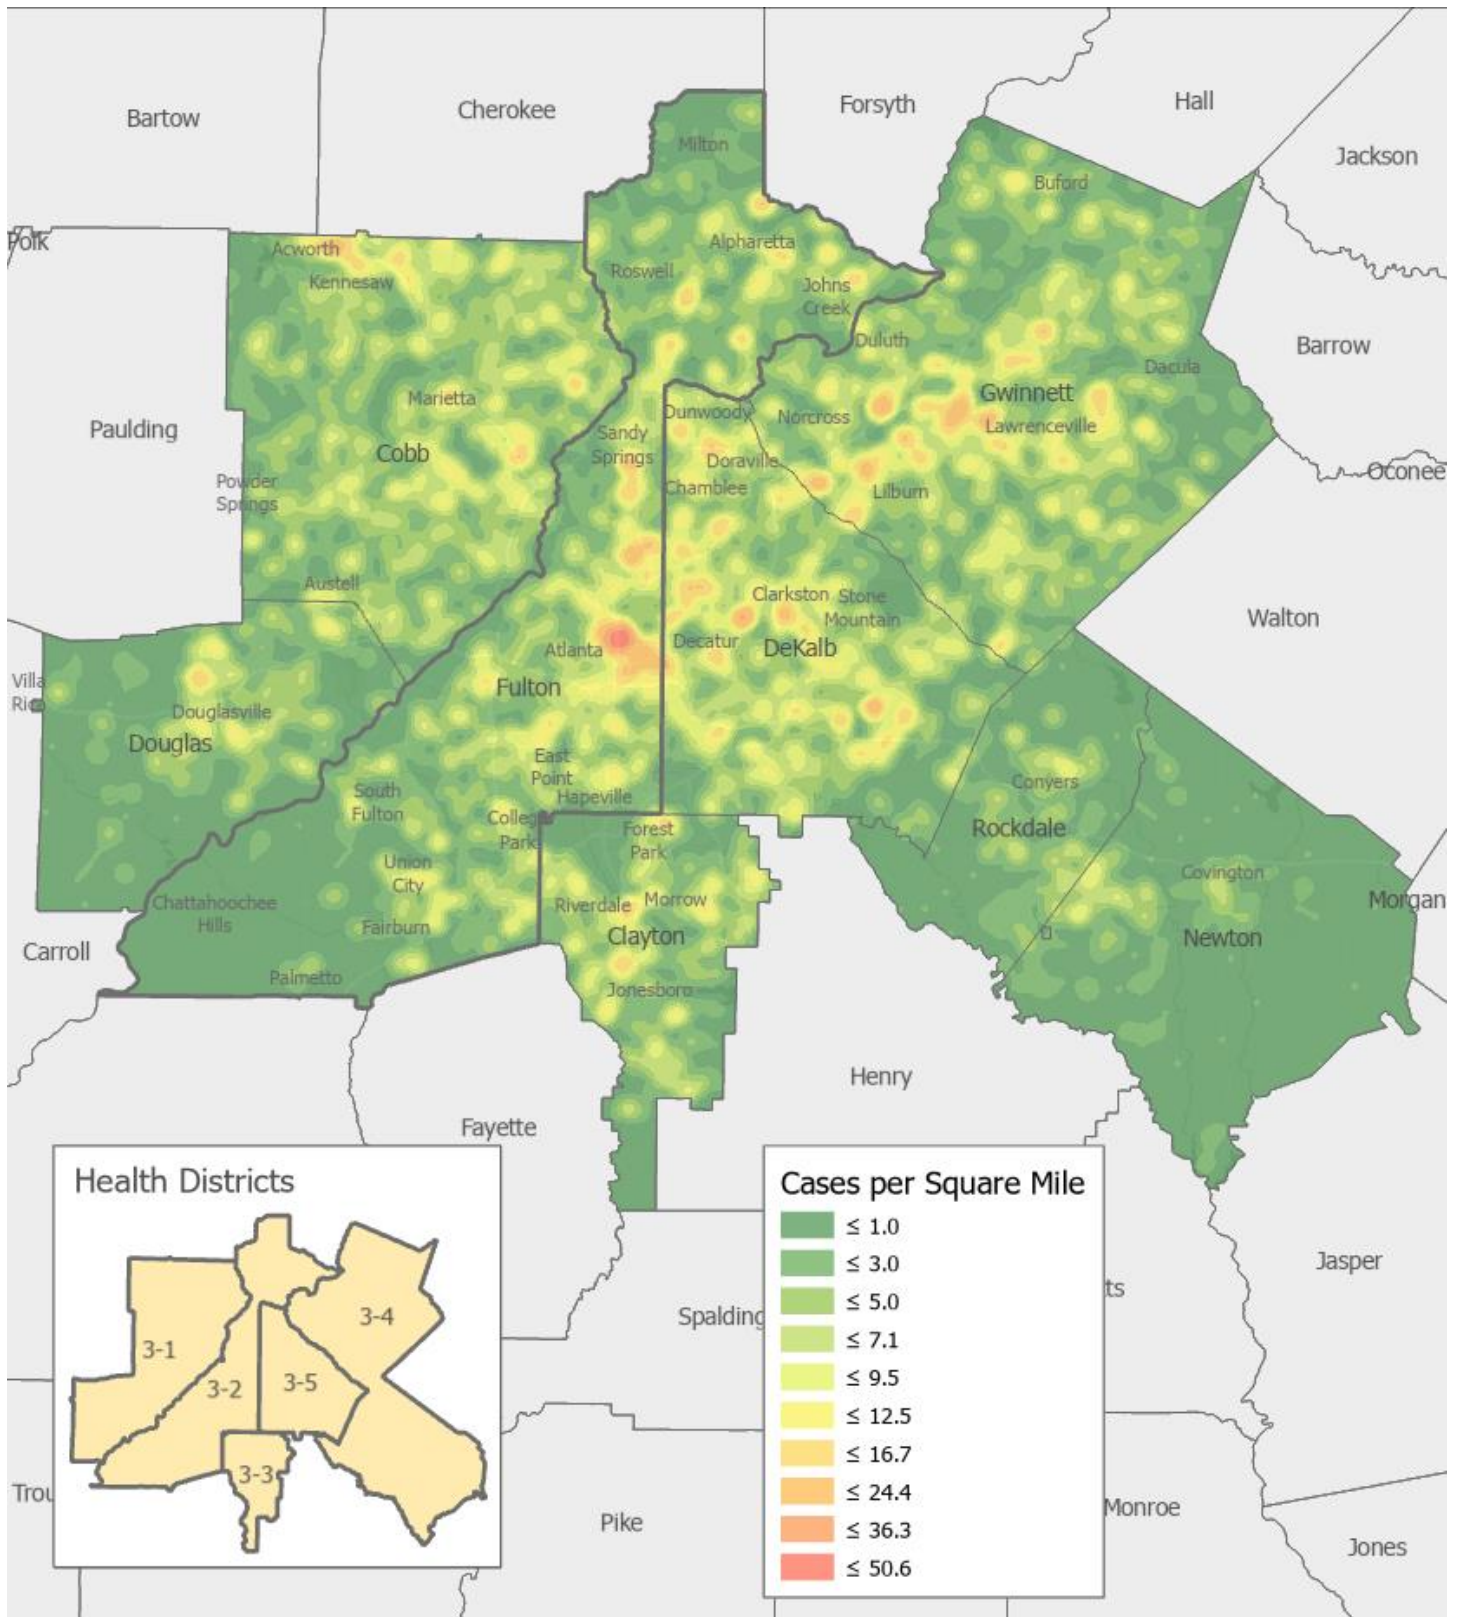 Bartow
Cherokee
Forsyth
Hall
Jackson
Milton
Buford
Polk
Acworth
Kennesaw
Alpharetta
Roswell
Johns
Creek
Duluth
Barrow
Dacula
Paulding
Marietta
Cobb
Powder
Springs
Sandy
Springs
Dunwoody
Norcross
Gwinnett
Lawrenceville
Doraville
Chamblee
Lilburn
Oconee
Austell
Clarkston
Stone
Mountain
Walton
Atlanta
Decatur
DeKalb
Fulton
Villa
Rica
Douglasville
Douglas
East
Point
Hapeville
South
Fulton
College
Park
Forest
Park
Conyers
Rockdale
Union
City
Riverdale
Morrow
Clayton
Covington
Newton
Morgan
Chattahoochee
Hills
Fairburn
Carroll
Palmetto
Jonesboro
Henry
Fayette
Health Districts
3-1
3-2
3-3
3-4
3-5
Cases per Square Mile
≤ 1.0
≤ 3.0
≤ 5.0
≤ 7.1
≤ 9.5
≤ 12.5
≤ 16.7
≤ 24.4
≤ 36.3
≤ 50.6
Jasper
ts
Spalding
Trou
Pike
Monroe
Jones